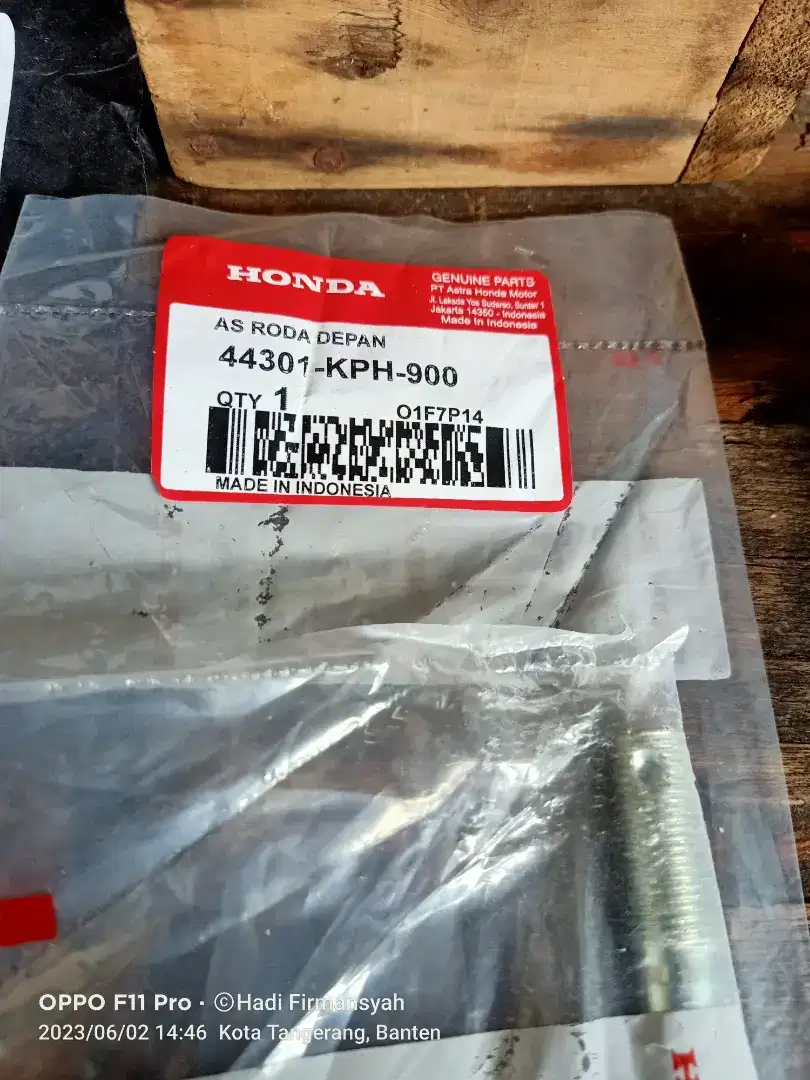 HONDA
GENUINE PARTS
PT Astra Honda Motor
Jl. Laksda Yos Sudarso, Sunter 1
Jakarta 14350 - Indonesia
Made In Indonesia
AS RODA DEPAN
44301-KPH-900
QTY 1
O1F7P14
MADE IN INDONESIA
H
OPPO F11 Pro · ©Hadi Firmansyah
2023/06/02 14:46 Kota Tangerang, Banten